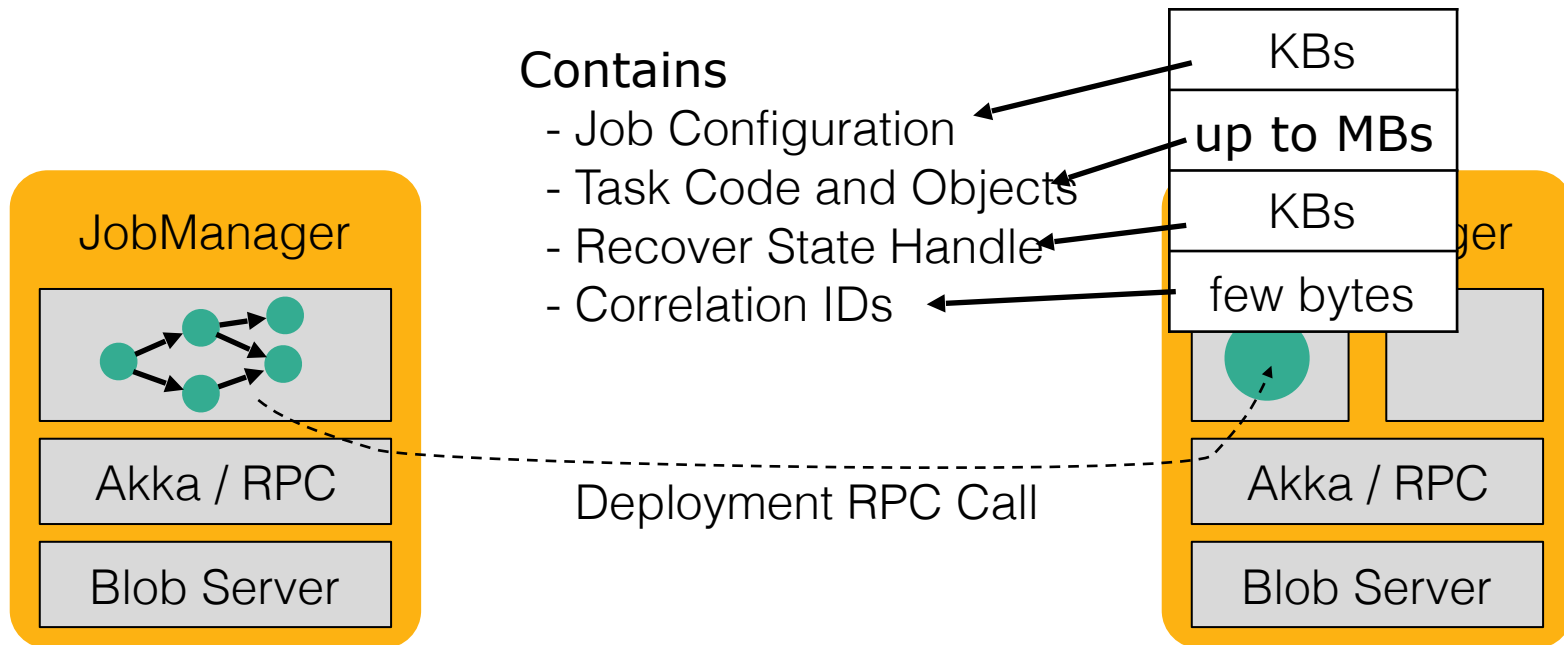 Contains
- Job Configuration
- Task Code and Objects
- Recover State Handle
- Correlation IDs
KBs
up to MBs
KBs
few bytes
JobManager
Akka / RPC
Blob Server
Deployment RPC Call
ger
Akka / RPC
Blob Server